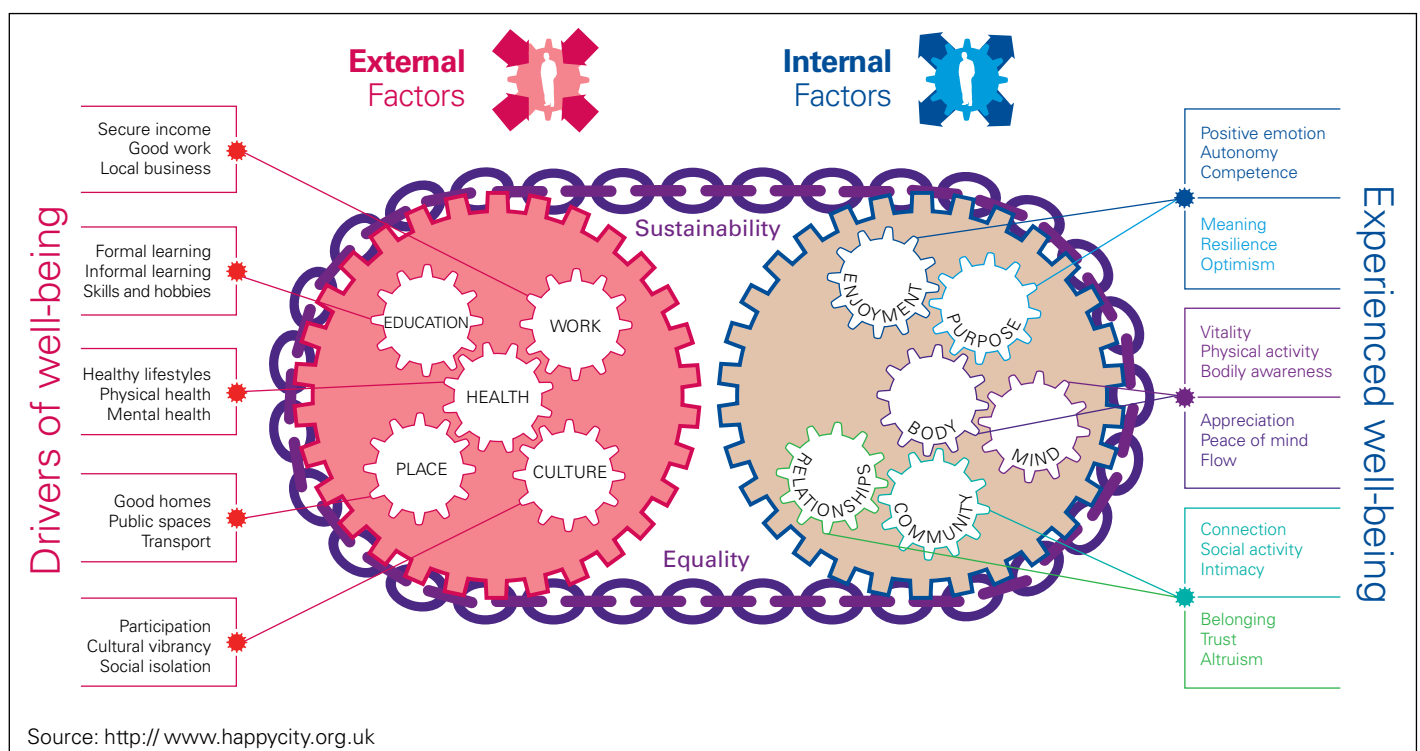 External
Factors
Internal
Factors
Drivers of well-being
Secure income
Good work
Local business
Formal learning
Informal learning
Skills and hobbies
Healthy lifestyles
Physical health
Mental health
Good homes
Public spaces
Transport
Participation
Cultural vibrancy
Social isolation
Sustainability
EDUCATION
WORK
HEALTH
PLACE
CULTURE
ENJOYMENT
PURPOSE
BODY
MIND
RELATIONSHIPS
COMMUNITY
Equality
Positive emotion
Autonomy
Competence
Meaning
Resilience
Optimism
Vitality
Physical activity
Bodily awareness
Appreciation
Peace of mind
Flow
Connection
Social activity
Intimacy
Belonging
Trust
Altruism
Experienced well-being
Source: http:// www.happycity.org.uk